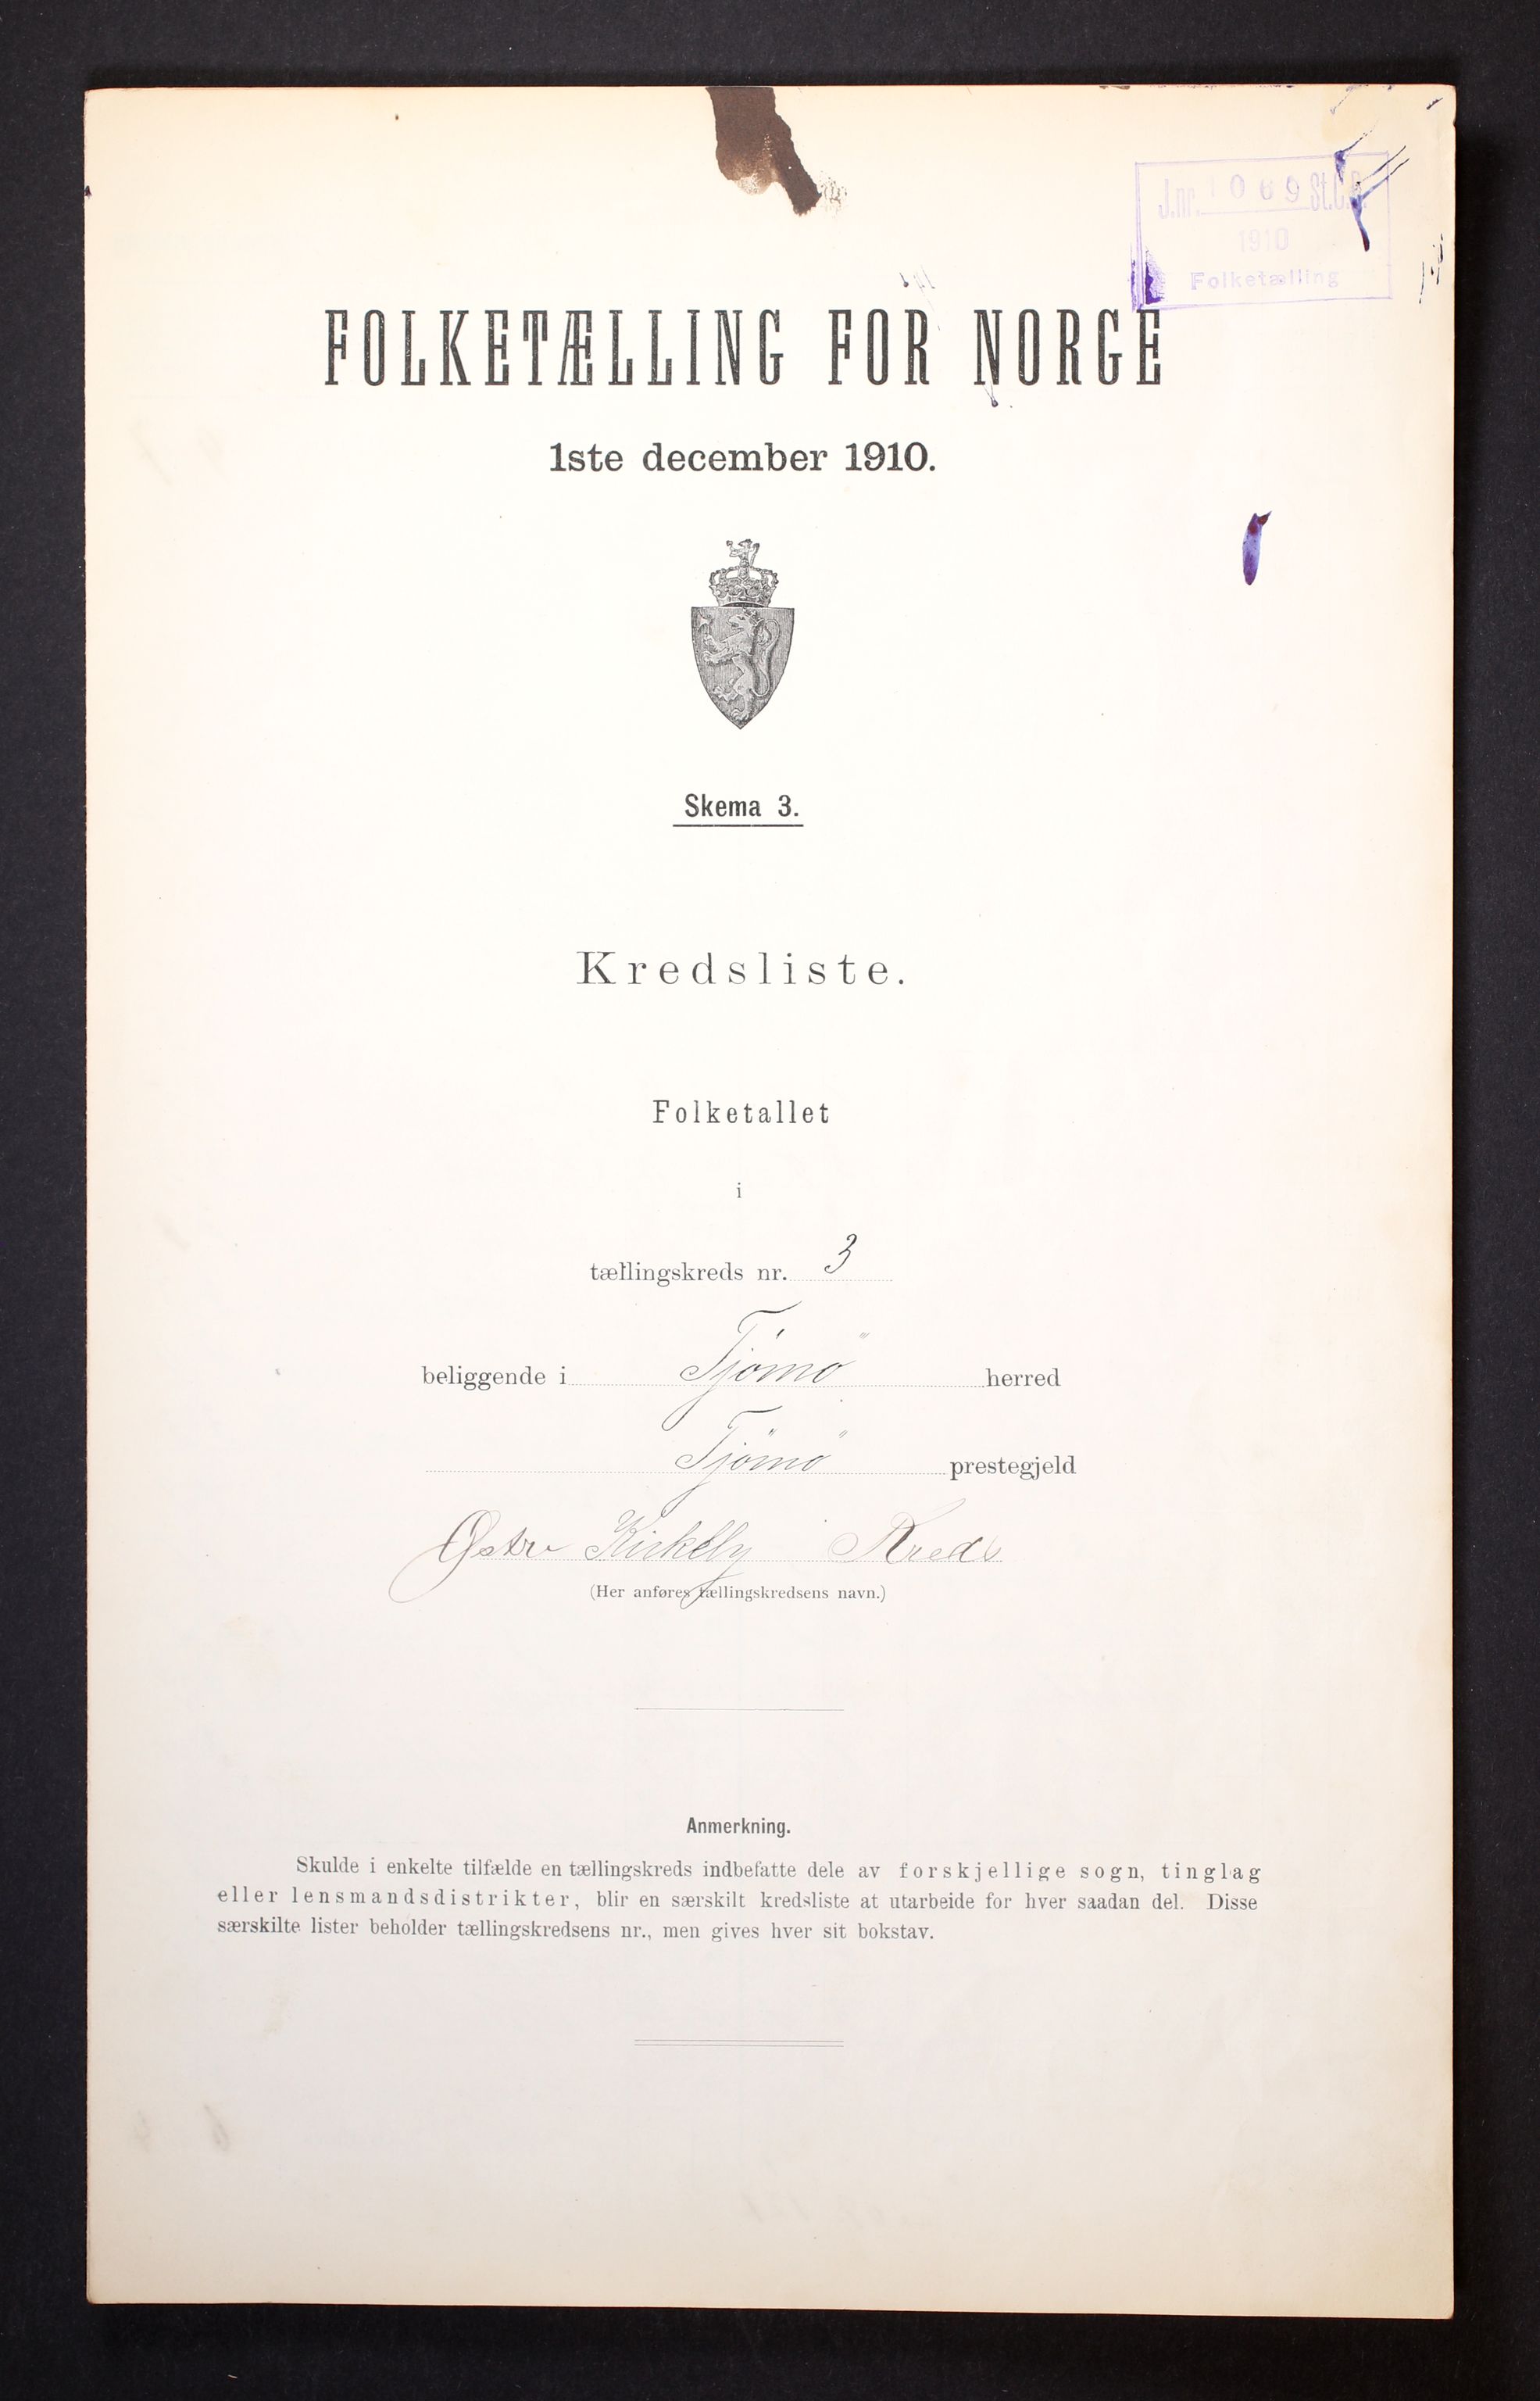 J.nr. 1069 St.C.B.
1910
Folketælling
FOLKETÆLLING FOR NORGE
1ste december 1910.
Skema 3.
Kredsliste.
Folketallet
i
tællingskreds nr. 3
beliggende i Tjömö herred
Tjömö prestegjeld
Østre Kirkeby Kreds
(Her anføres tællingskredsens navn.)
Anmerkning.
Skulde i enkelte tilfælde en tællingskreds indbefatte dele av forskjellige sogn, tinglag
eller lensmandsdistrikter, blir en særskilt kredsliste at utarbeide for hver saadan del. Disse
særskilte lister beholder tællingskredsens nr., men gives hver sit bokstav.